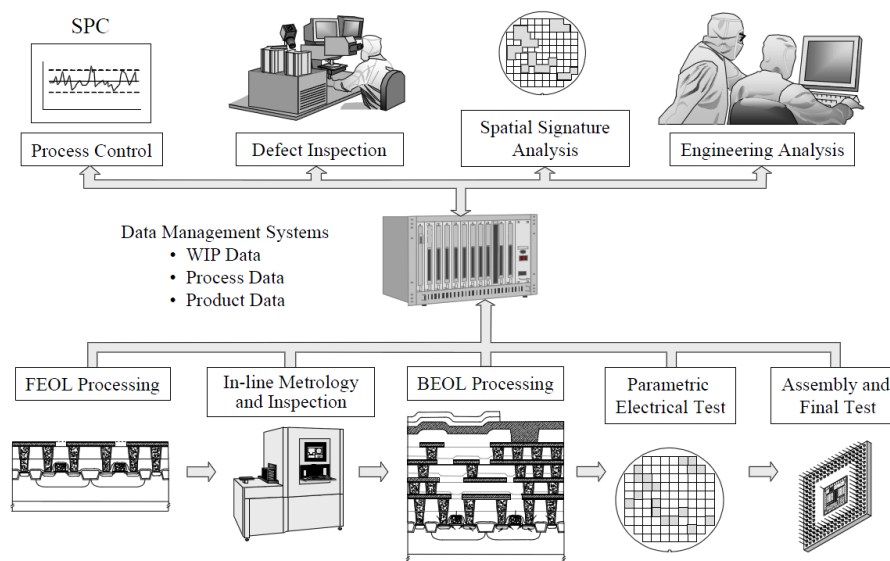 SPC
Process Control
Defect Inspection
Spatial Signature
Analysis
Engineering Analysis
Data Management Systems
• WIP Data
• Process Data
• Product Data
FEOL Processing
In-line Metrology
and Inspection
BEOL Processing
Parametric
Electrical Test
Assembly and
Final Test